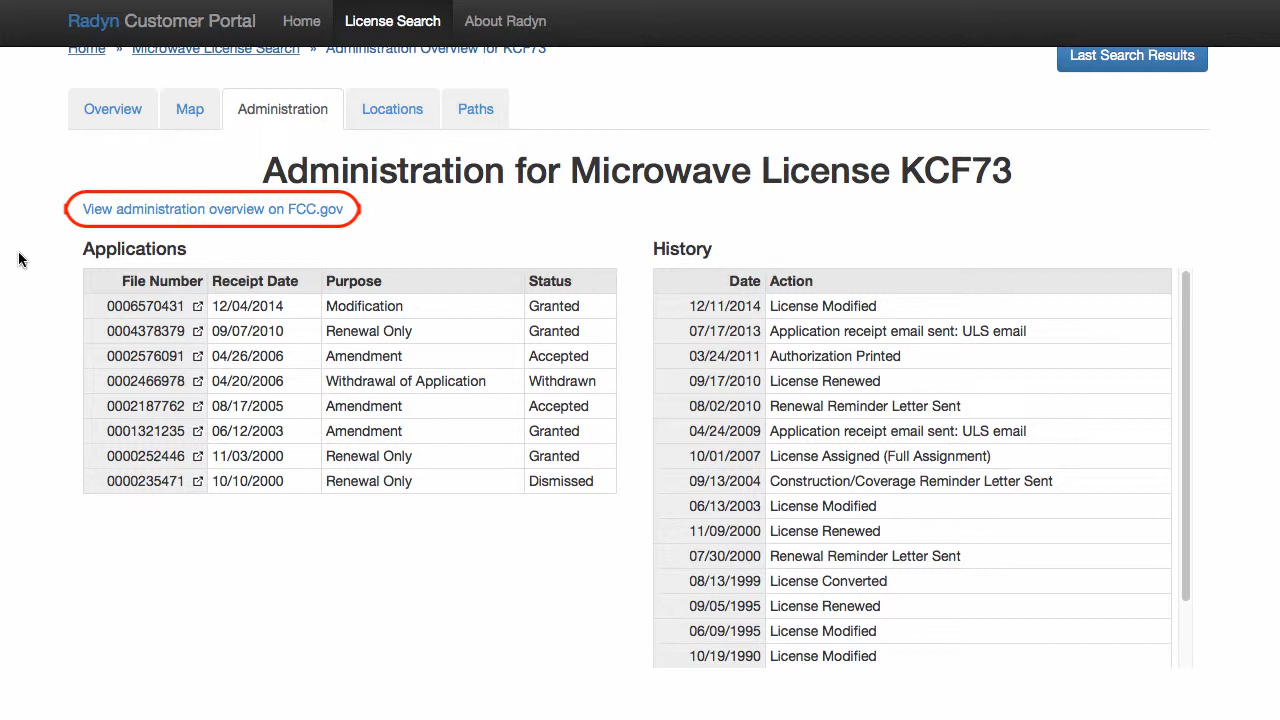 Radyn Customer Portal Home License Search About Radyn
Home » Microwave License Search » Administration Overview for KCF73
Last Search Results
Overview Map Administration Locations Paths
Administration for Microwave License KCF73
View administration overview on FCC.gov
Applications
File Number Receipt Date Purpose Status
0006570431 12/04/2014 Modification Granted
0004378379 09/07/2010 Renewal Only Granted
0002576091 04/26/2006 Amendment Accepted
0002466978 04/20/2006 Withdrawal of Application Withdrawn
0002187762 08/17/2005 Amendment Accepted
0001321235 06/12/2003 Amendment Granted
0000252446 11/03/2000 Renewal Only Granted
0000235471 10/10/2000 Renewal Only Dismissed
History
Date Action
12/11/2014 License Modified
07/17/2013 Application receipt email sent: ULS email
03/24/2011 Authorization Printed
09/17/2010 License Renewed
08/02/2010 Renewal Reminder Letter Sent
04/24/2009 Application receipt email sent: ULS email
10/01/2007 License Assigned (Full Assignment)
09/13/2004 Construction/Coverage Reminder Letter Sent
06/13/2003 License Modified
11/09/2000 License Renewed
07/30/2000 Renewal Reminder Letter Sent
08/13/1999 License Converted
09/05/1995 License Renewed
06/09/1995 License Modified
10/19/1990 License Modified